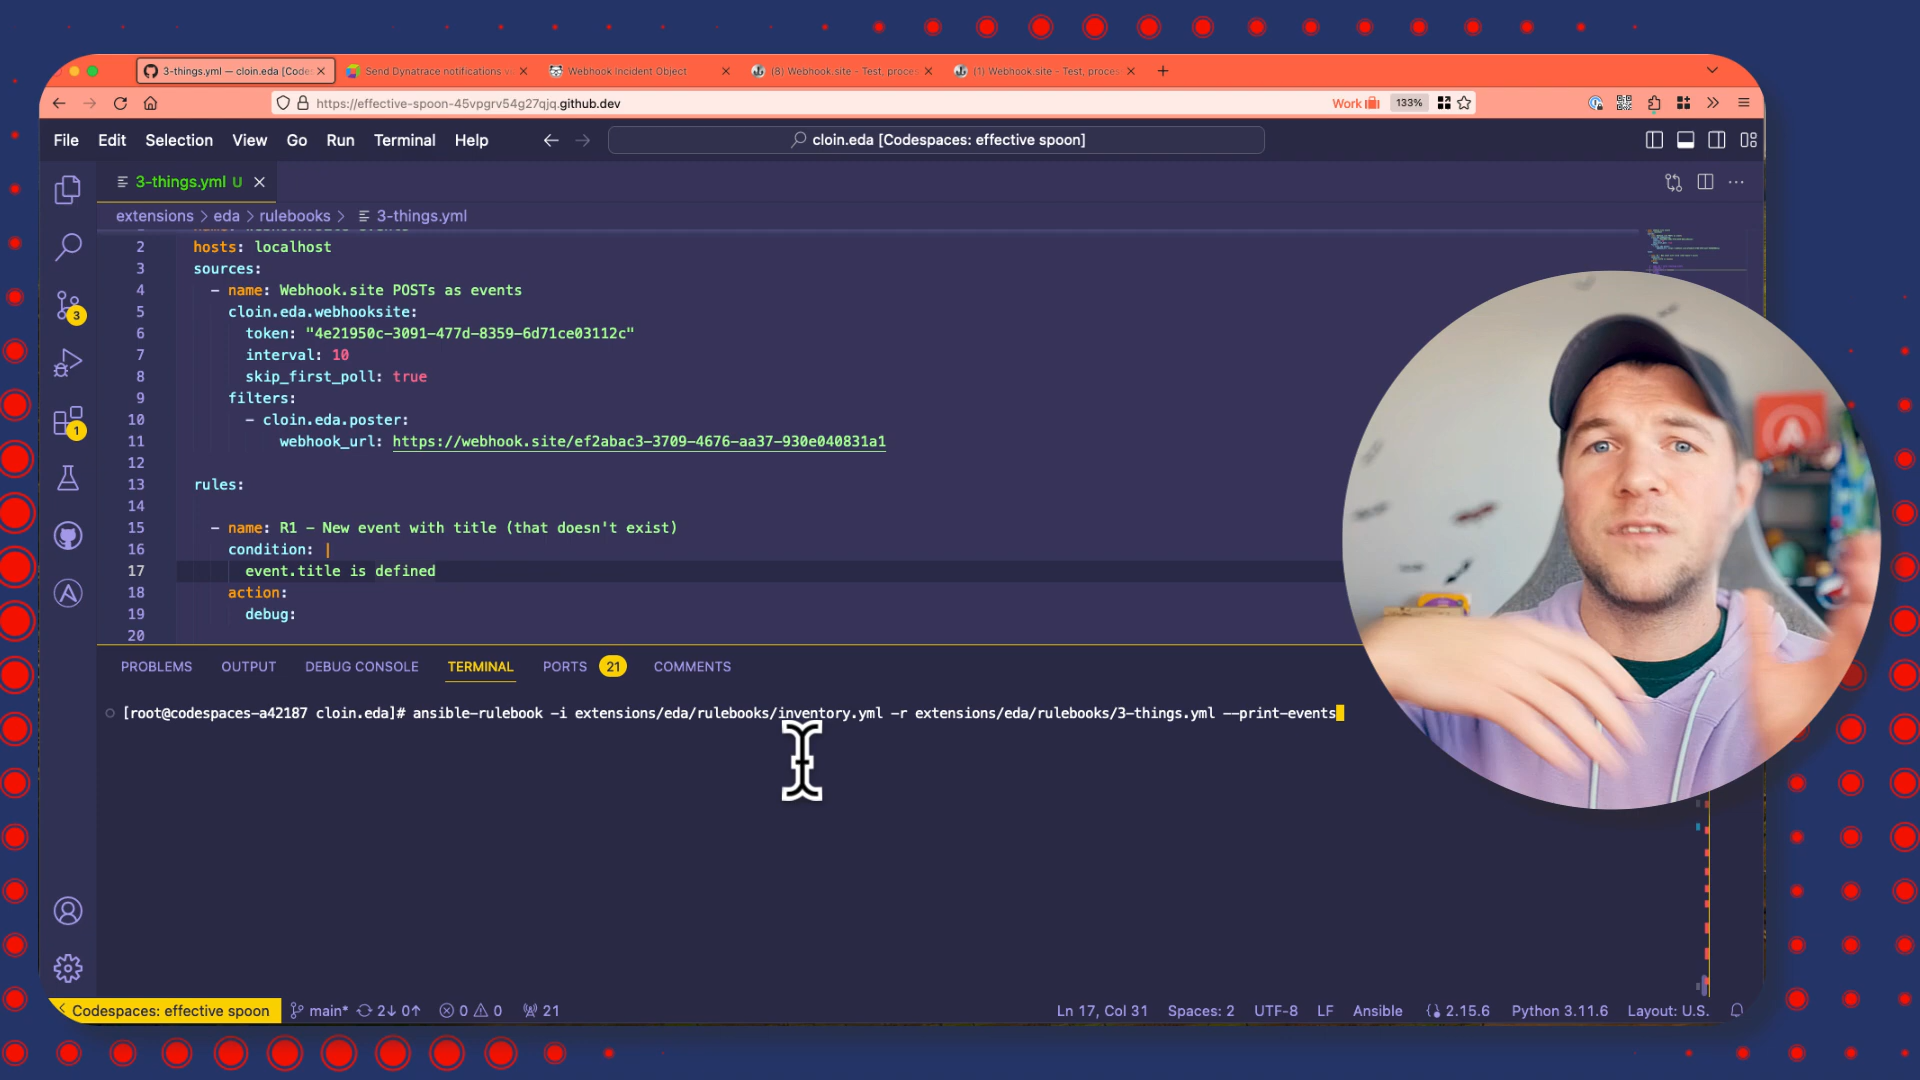 3-things.yml — cloin.eda [Code
Send Dynatrace notifications v
Webhook Incident Object
(8) Webhook.site - Test, proces
(1) Webhook.site - Test, proces
https://effective-spoon-45vpgrv54g27qjq.github.dev
Work
133%
File Edit Selection View Go Run Terminal Help
cloin.eda [Codespaces: effective spoon]
3-things.yml U
extensions > eda > rulebooks > 3-things.yml
2 hosts: localhost
3 sources:
4 - name: Webhook.site POSTs as events
5 cloin.eda.webhooksite:
6 token: "4e21950c-3091-477d-8359-6d71ce03112c"
7 interval: 10
8 skip_first_poll: true
9 filters:
10 - cloin.eda.poster:
11 webhook_url: https://webhook.site/ef2abac3-3709-4676-aa37-930e040831a1
12
13 rules:
14
15 - name: R1 - New event with title (that doesn't exist)
16 condition: |
17 event.title is defined
18 action:
19 debug:
20
3
1
PROBLEMS OUTPUT DEBUG CONSOLE TERMINAL PORTS 21 COMMENTS
[root@codespaces-a42187 cloin.eda]# ansible-rulebook -i extensions/eda/rulebooks/inventory.yml -r extensions/eda/rulebooks/3-things.yml --print-events
Codespaces: effective spoon main* 2↓ 0↑ 0 0 21
Ln 17, Col 31 Spaces: 2 UTF-8 LF Ansible 2.15.6 Python 3.11.6 Layout: U.S.